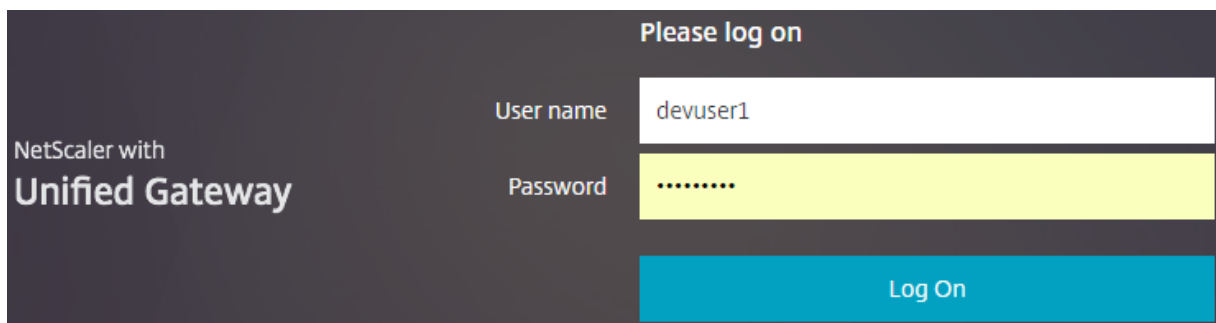 Please log on
User name
devuser1
NetScaler with
Unified Gateway
Password
•••••••••
Log On